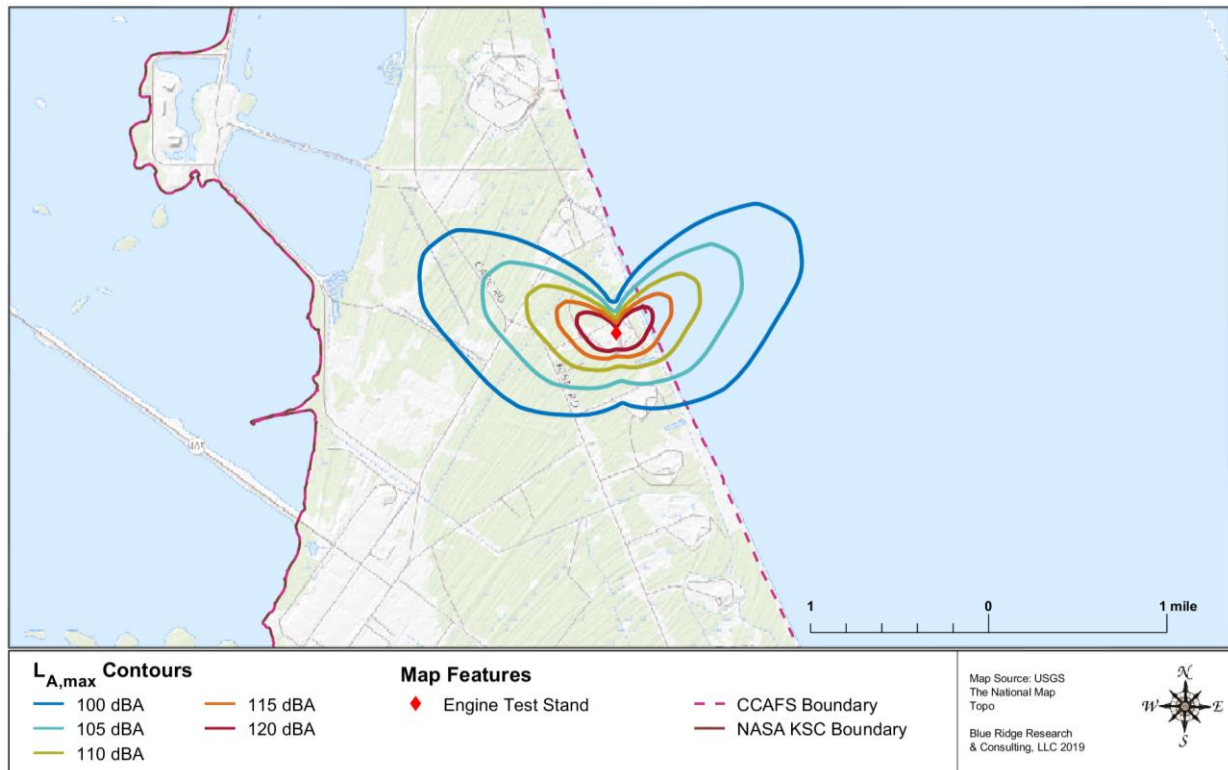 1
0
1 mile
L A,max Contours
100 dBA
105 dBA
110 dBA
115 dBA
120 dBA
Map Features
Engine Test Stand
CCAFS Boundary
NASA KSC Boundary
Map Source: USGS
The National Map
Topo
Blue Ridge Research
& Consulting, LLC 2019
N
W
E
S